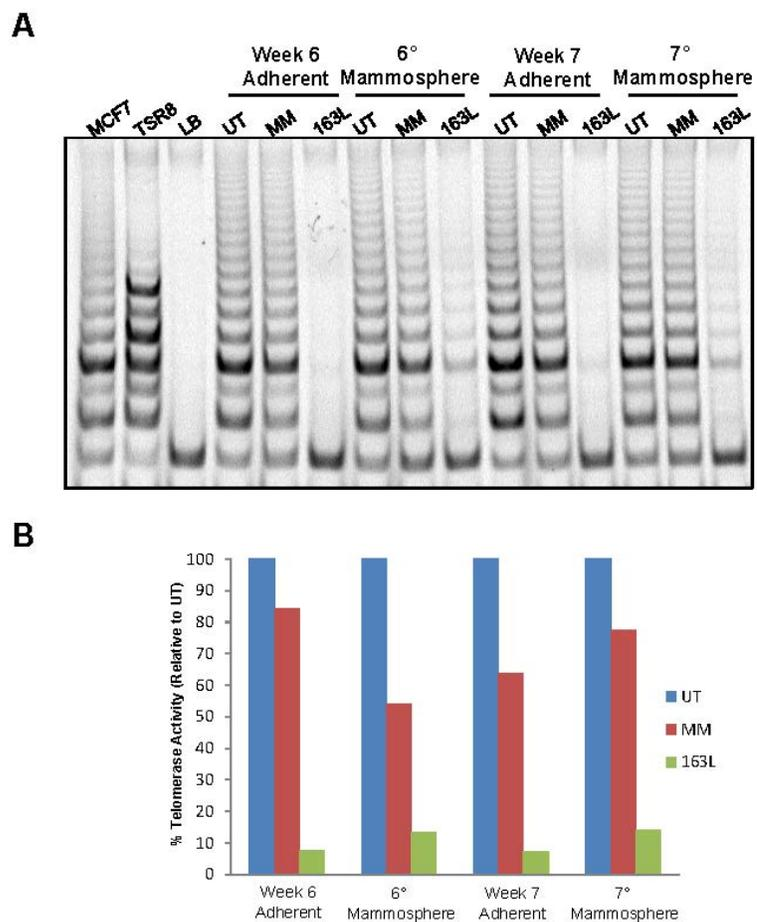 A
Week 6 6° Week 7 7°
Adherent Mammosphere Adherent Mammosphere
MCF7 TSR8 LB UT MM 163L UT MM 163L UT MM 163L UT MM 163L
B
% Telomerase Activity (Relative to UT)
100
90
80
70
60
50
40
30
20
10
0
UT
MM
163L
Week 6 6° Week 7 7°
Adherent Mammosphere Adherent Mammosphere